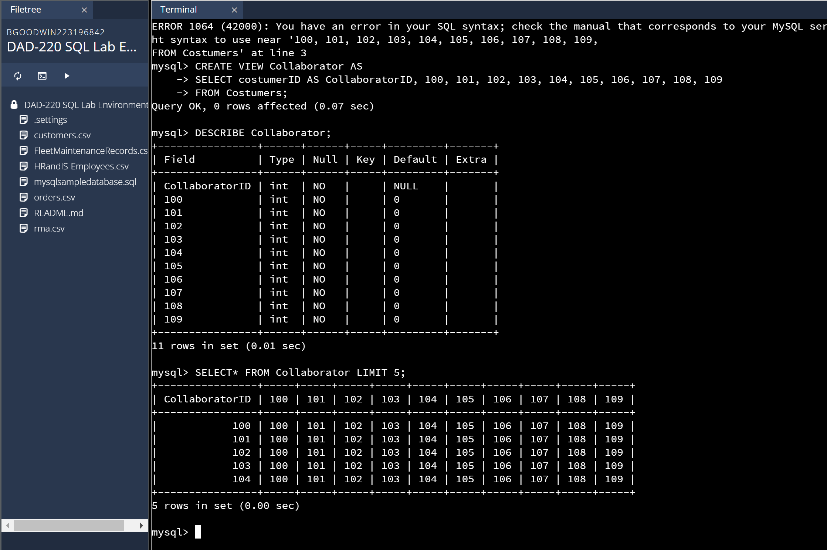 Filetree ×
BGOODWIN223196842
DAD-220 SQL Lab E...
DAD-220 SQL Lab Environment
.settings
customers.csv
FleetMaintenanceRecords.cs
HRandIS Employees.csv
mysqlsampledatabase.sql
orders.csv
README.md
rma.csv
Terminal ×
ERROR 1064 (42000): You have an error in your SQL syntax; check the manual that corresponds to your MySQL ser
ht syntax to use near '100, 101, 102, 103, 104, 105, 106, 107, 108, 109,
FROM Costumers' at line 3
mysql> CREATE VIEW Collaborator AS
    -> SELECT costumerID AS CollaboratorID, 100, 101, 102, 103, 104, 105, 106, 107, 108, 109
    -> FROM Costumers;
Query OK, 0 rows affected (0.07 sec)
mysql> DESCRIBE Collaborator;
+----------------+------+------+-----+---------+-------+
| Field          | Type | Null | Key | Default | Extra |
+----------------+------+------+-----+---------+-------+
| CollaboratorID | int  | NO   |     | NULL    |       |
| 100            | int  | NO   |     | 0       |       |
| 101            | int  | NO   |     | 0       |       |
| 102            | int  | NO   |     | 0       |       |
| 103            | int  | NO   |     | 0       |       |
| 104            | int  | NO   |     | 0       |       |
| 105            | int  | NO   |     | 0       |       |
| 106            | int  | NO   |     | 0       |       |
| 107            | int  | NO   |     | 0       |       |
| 108            | int  | NO   |     | 0       |       |
| 109            | int  | NO   |     | 0       |       |
+----------------+------+------+-----+---------+-------+
11 rows in set (0.01 sec)
mysql> SELECT* FROM Collaborator LIMIT 5;
+----------------+-----+-----+-----+-----+-----+-----+-----+-----+-----+-----+
| CollaboratorID | 100 | 101 | 102 | 103 | 104 | 105 | 106 | 107 | 108 | 109 |
+----------------+-----+-----+-----+-----+-----+-----+-----+-----+-----+-----+
|            100 | 100 | 101 | 102 | 103 | 104 | 105 | 106 | 107 | 108 | 109 |
|            101 | 100 | 101 | 102 | 103 | 104 | 105 | 106 | 107 | 108 | 109 |
|            102 | 100 | 101 | 102 | 103 | 104 | 105 | 106 | 107 | 108 | 109 |
|            103 | 100 | 101 | 102 | 103 | 104 | 105 | 106 | 107 | 108 | 109 |
|            104 | 100 | 101 | 102 | 103 | 104 | 105 | 106 | 107 | 108 | 109 |
+----------------+-----+-----+-----+-----+-----+-----+-----+-----+-----+-----+
5 rows in set (0.00 sec)
mysql>